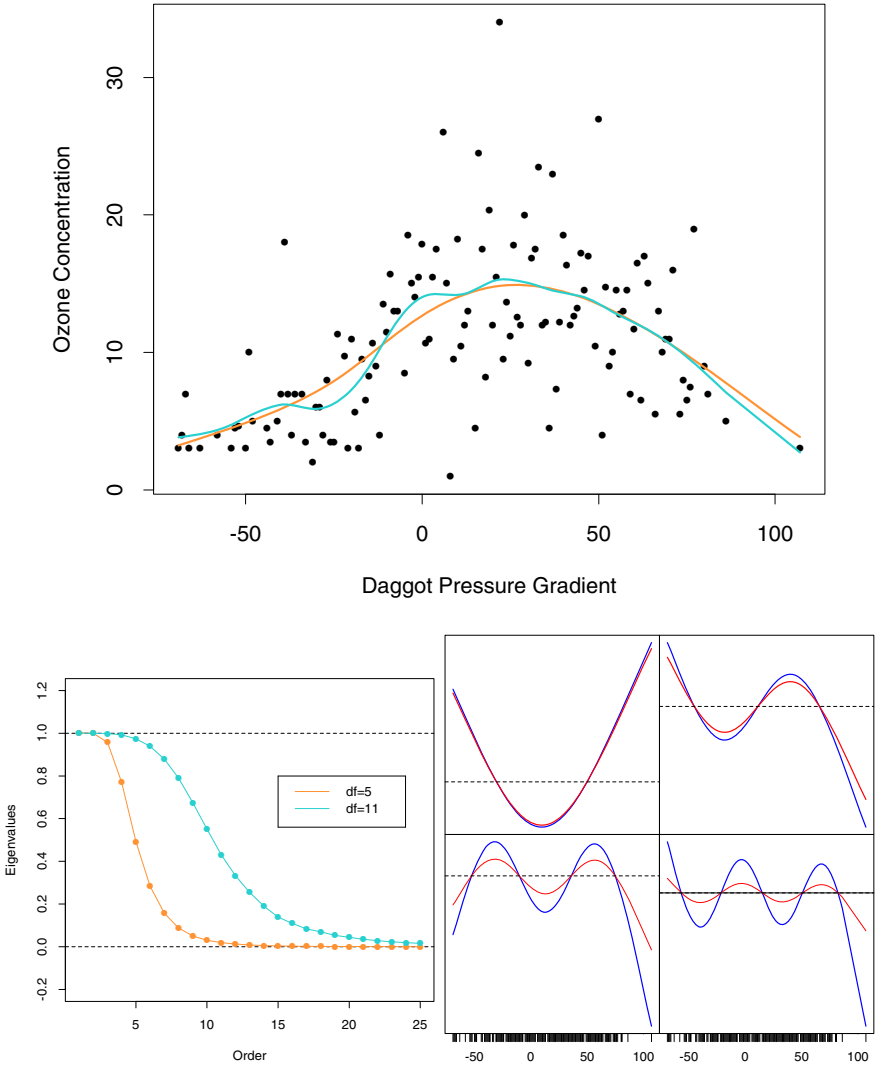 30
20
10
0
Ozone Concentration
-50 0 50 100
Daggot Pressure Gradient
1.2
1.0
0.8
0.6
0.4
0.2
0.0
-0.2
Eigenvalues
df=5
df=11
5 10 15 20 25
Order
-50 0 50 100
-50 0 50 100